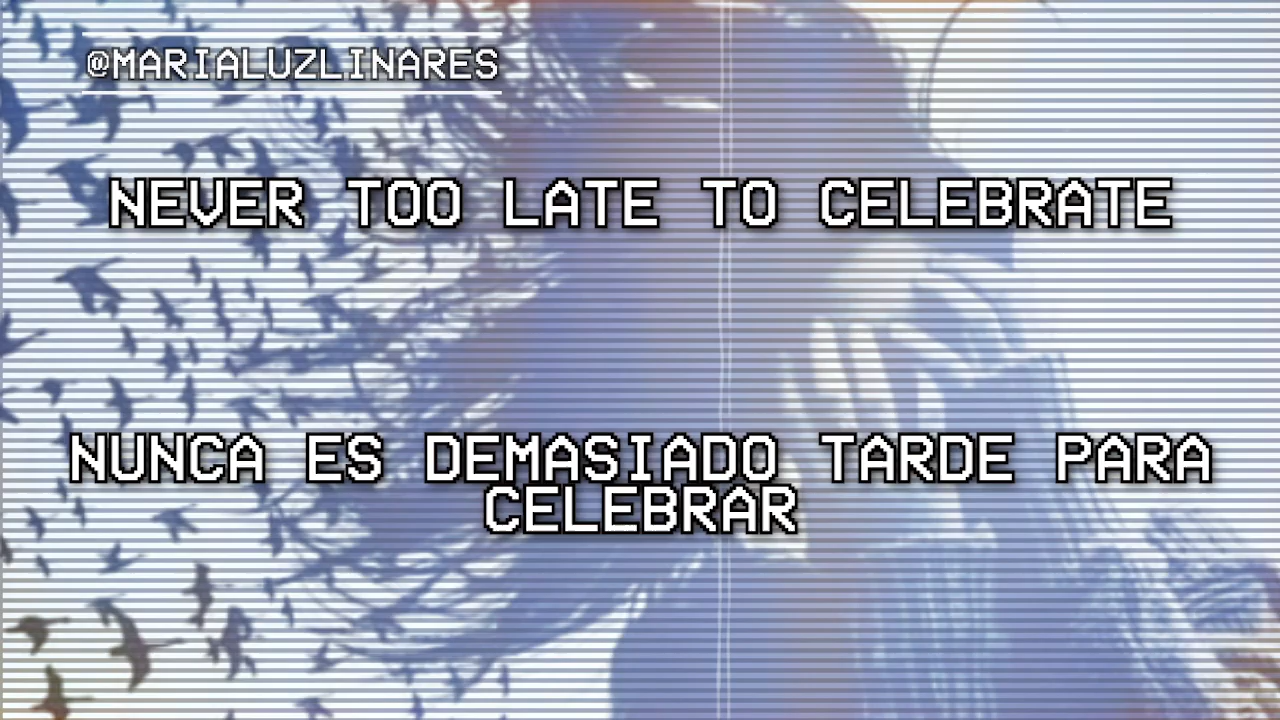 @MARIALUZLINARES
NEVER TOO LATE TO CELEBRATE
NUNCA ES DEMASIADO TARDE PARA
CELEBRAR